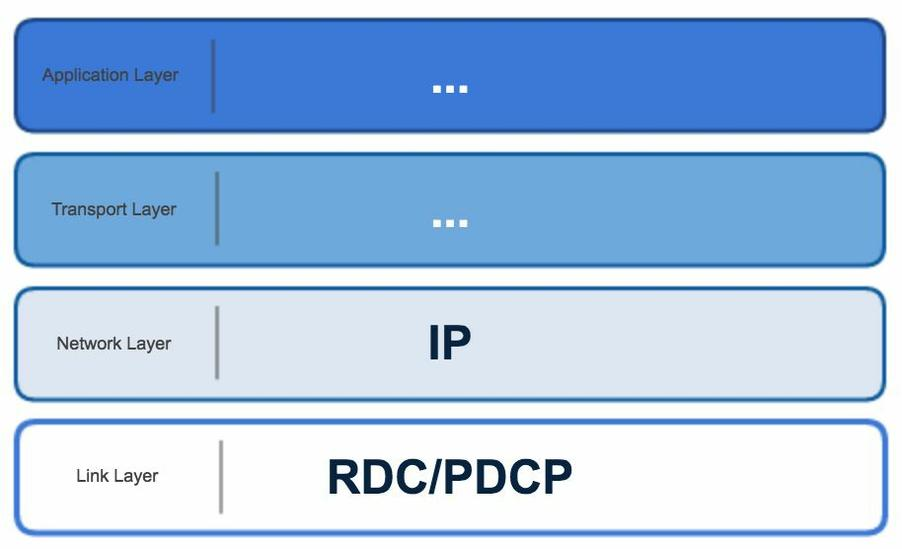 Application Layer
...
Transport Layer
...
Network Layer
IP
Link Layer
RDC/PDCP